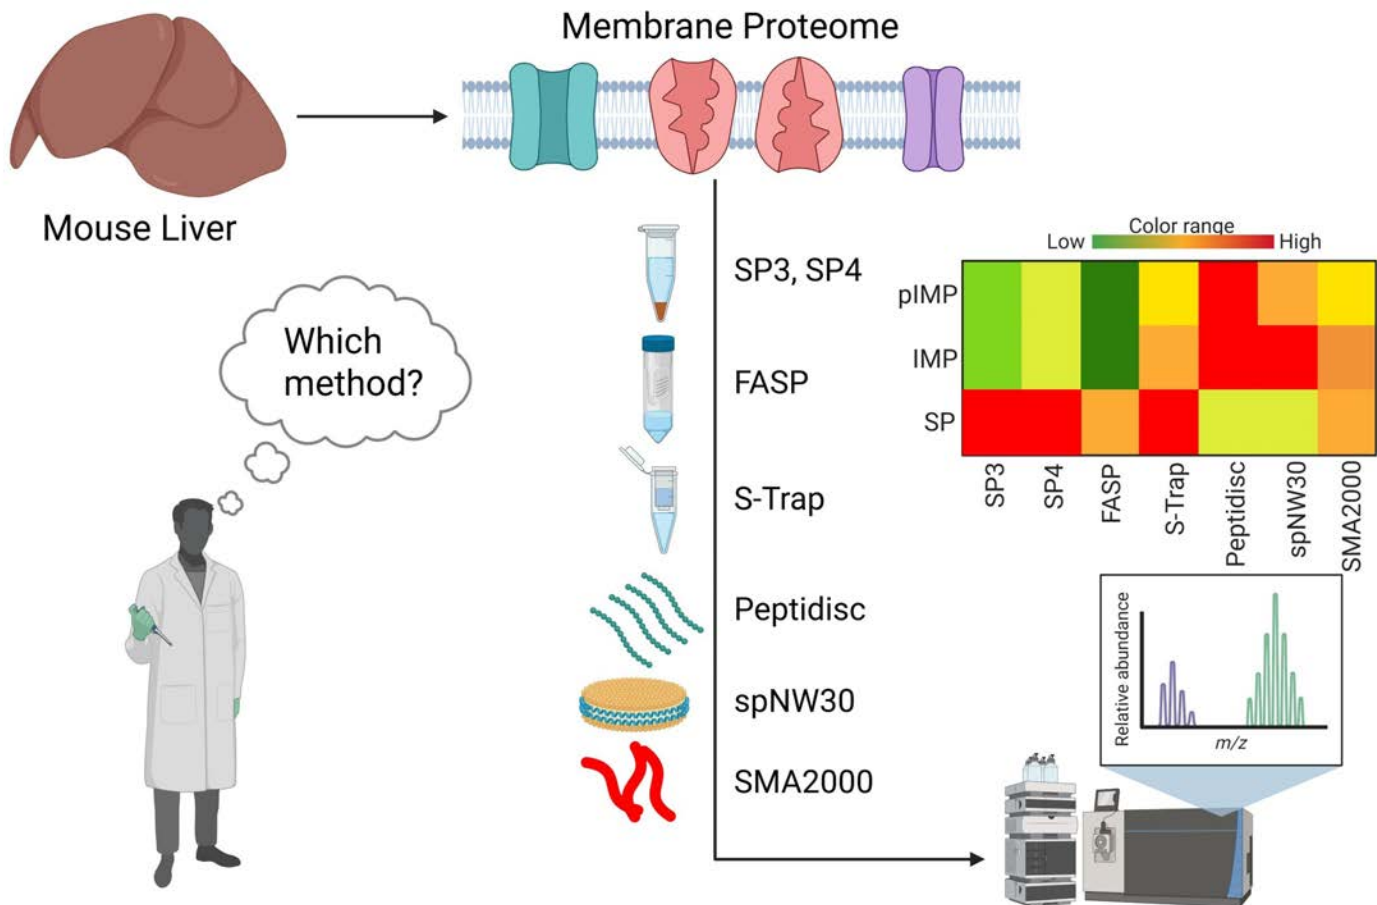 Membrane Proteome
Mouse Liver
Which
method?
SP3, SP4
FASP
S-Trap
Peptidisc
spNW30
SMA2000
Color range
Low
High
pIMP
IMP
SP
SP3
SP4
FASP
S-Trap
Peptidisc
spNW30
SMA2000
Relative abundance
m/z